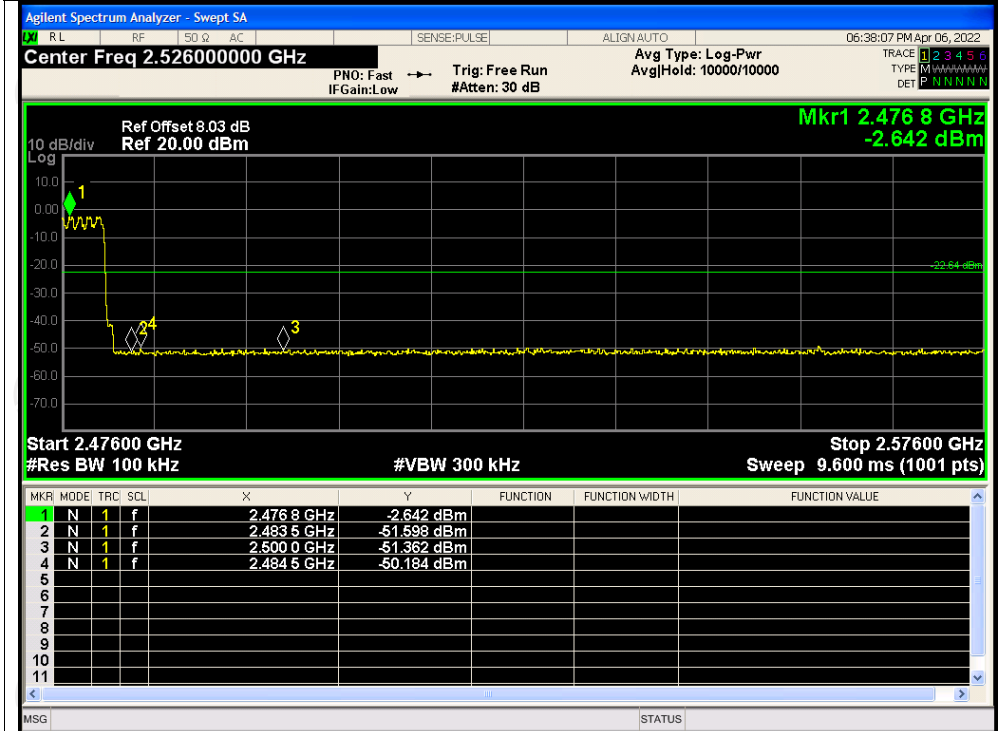 Agilent Spectrum Analyzer - Swept SA
LXI RL RF 50 Ω AC SENSE:PULSE ALIGN AUTO 06:38:07 PM Apr 06, 2022
Center Freq 2.526000000 GHz
PNO: Fast
IFGain:Low
Trig: Free Run
#Atten: 30 dB
Avg Type: Log-Pwr
Avg|Hold: 10000/10000
TRACE 1 2 3 4 5 6
TYPE M W W W W W
DET P N N N N N
Mkr1 2.476 8 GHz
-2.642 dBm
Ref Offset 8.03 dB
10 dB/div Ref 20.00 dBm
Log
10.0
0.00
-10.0
-20.0
-30.0
-40.0
-50.0
-60.0
-70.0
1
24
3
-22.64 dBm
Start 2.47600 GHz Stop 2.57600 GHz
#Res BW 100 kHz #VBW 300 kHz Sweep 9.600 ms (1001 pts)
MKR MODE TRC SCL X Y FUNCTION FUNCTION WIDTH FUNCTION VALUE
1 N 1 f 2.476 8 GHz -2.642 dBm
2 N 1 f 2.483 5 GHz -51.598 dBm
3 N 1 f 2.500 0 GHz -51.362 dBm
4 N 1 f 2.484 5 GHz -50.184 dBm
5
6
7
8
9
10
11
MSG STATUS